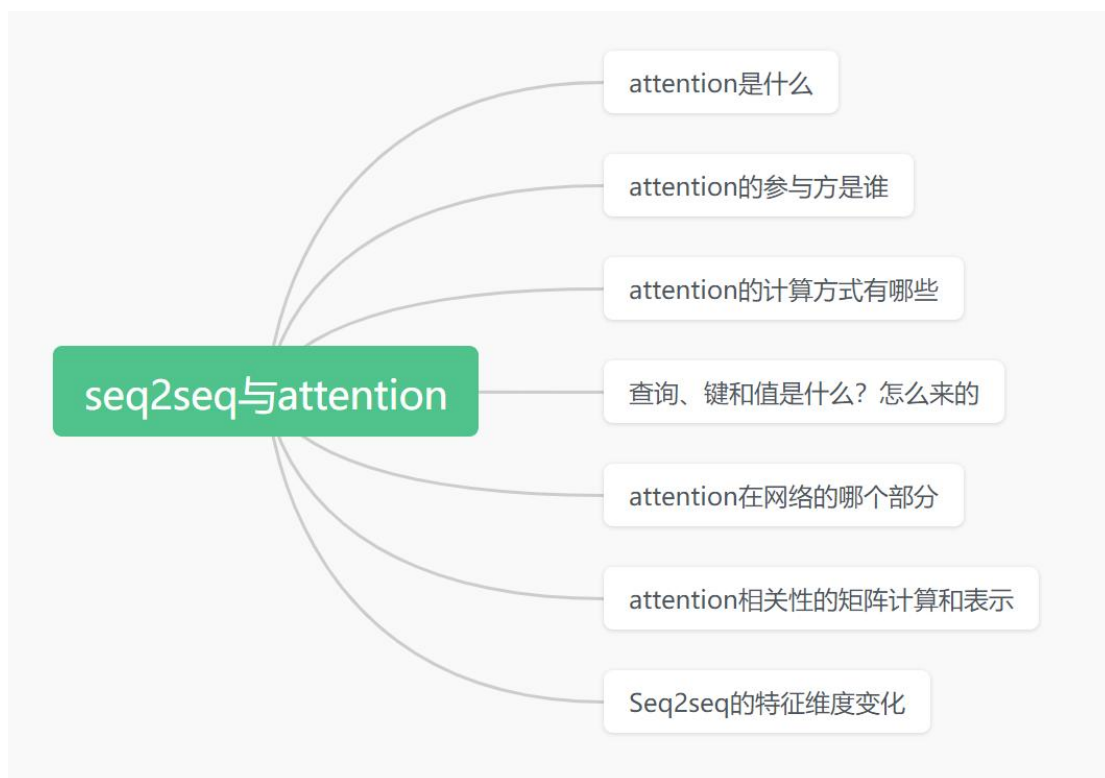 seq2seq与attention
attention是什么
attention的参与方是谁
attention的计算方式有哪些
查询、键和值是什么？怎么来的
attention在网络的哪个部分
attention相关性的矩阵计算和表示
Seq2seq的特征维度变化